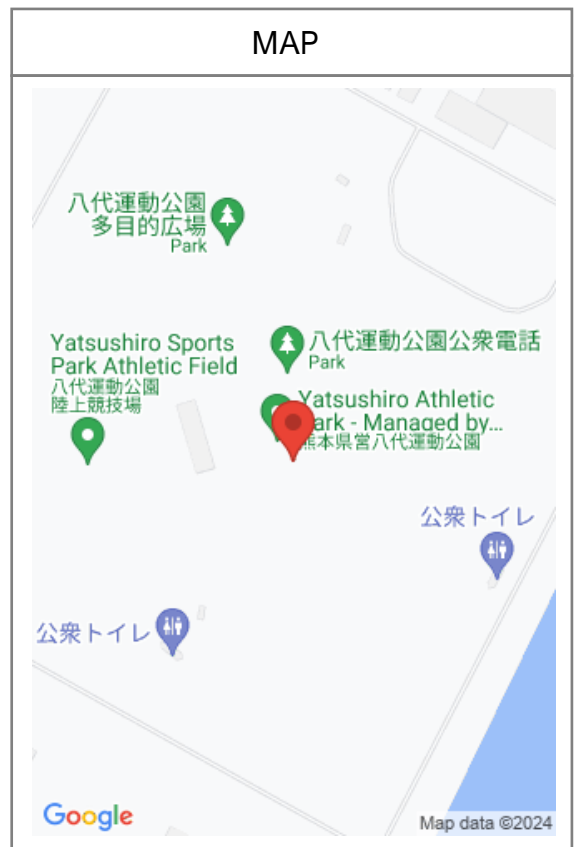 MAP
八代運動公園
多目的広場
Park
Yatsushiro Sports
Park Athletic Field
八代運動公園
陸上競技場
八代運動公園公衆電話
Park
Yatsushiro Athletic
Park - Managed by...
熊本県営八代運動公園
公衆トイレ
公衆トイレ
Google
Map data ©2024